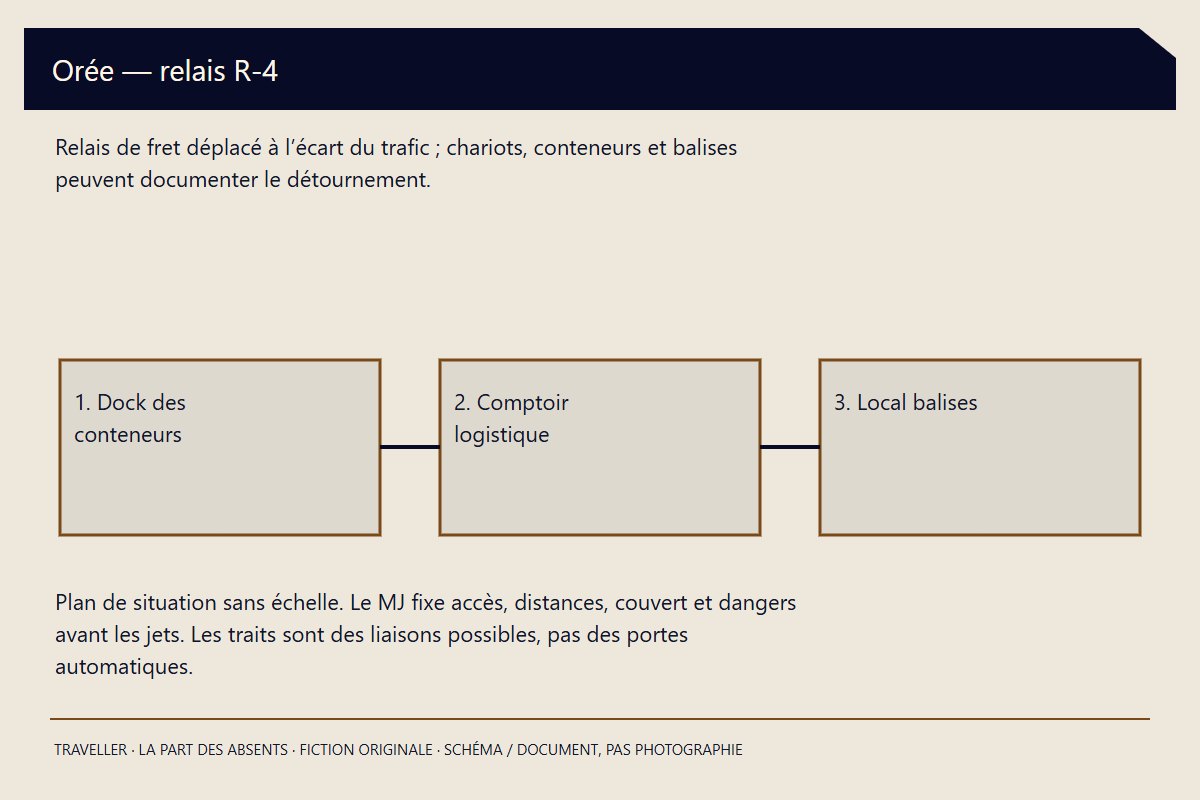 Orée — relais R-4
Relais de fret déplacé à l’écart du trafic ; chariots, conteneurs et balises
peuvent documenter le détournement.
1. Dock des
conteneurs
2. Comptoir
logistique
3. Local balises
Plan de situation sans échelle. Le MJ fixe accès, distances, couvert et dangers
avant les jets. Les traits sont des liaisons possibles, pas des portes
automatiques.
TRAVELLER · LA PART DES ABSENTS · FICTION ORIGINALE · SCHÉMA / DOCUMENT, PAS PHOTOGRAPHIE